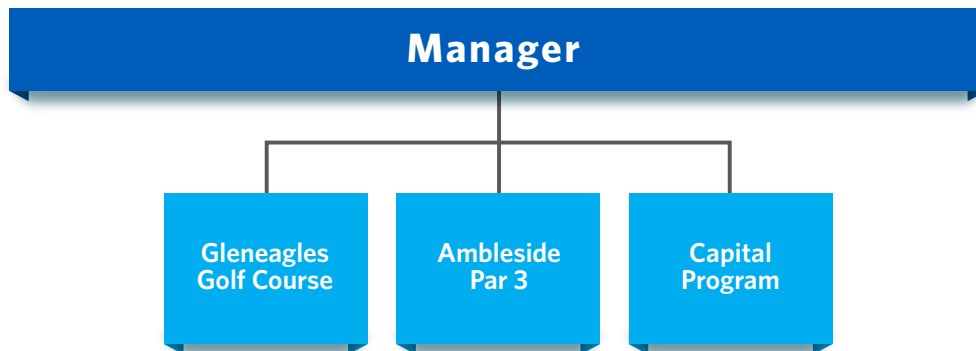 Manager
Gleneagles
Golf Course
Ambleside
Par 3
Capital
Program